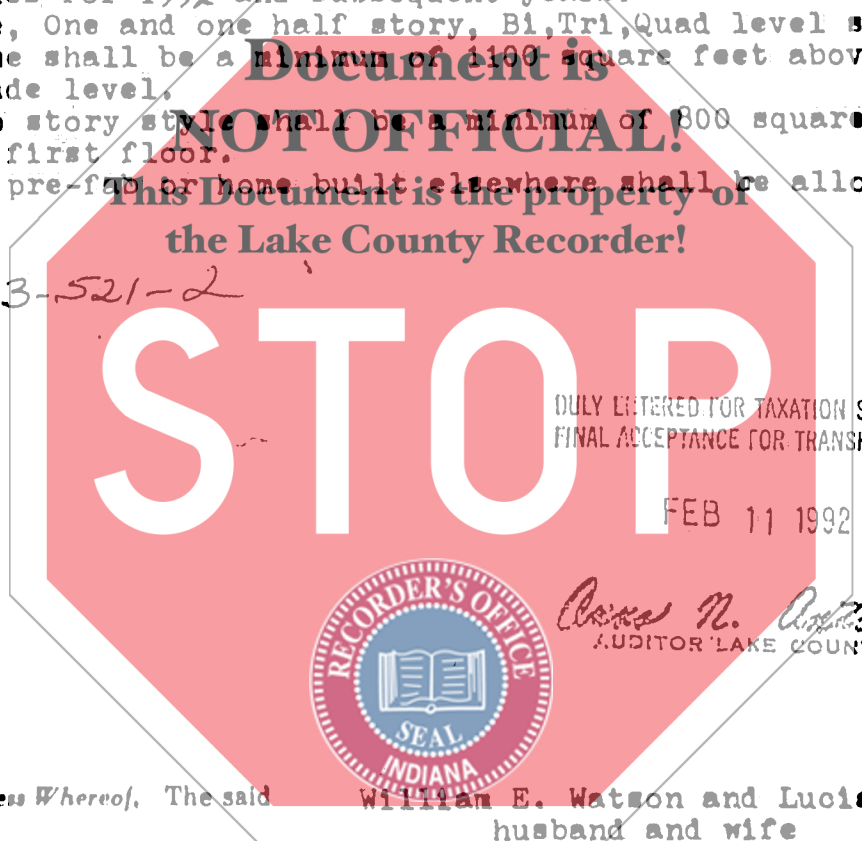 , One and one half story, Bi,Tri,Quad level s
e shall be a minimum of 1100 square feet abov
de level.
story style shall be a minimum of 800 square
first floor.
pre-fab or home built elsewhere shall be allo
Document is
NOT OFFICIAL!
This Document is the property of
the Lake County Recorder!
3-521-2
STOP
DULY ENTERED FOR TAXATION S
FINAL ACCEPTANCE FOR TRANSF
FEB 11 1992
AUDITOR LAKE COUN
RECORDER'S OFFICE
SEAL
INDIANA
ess Whereof, The said William E. Watson and Lucia
husband and wife